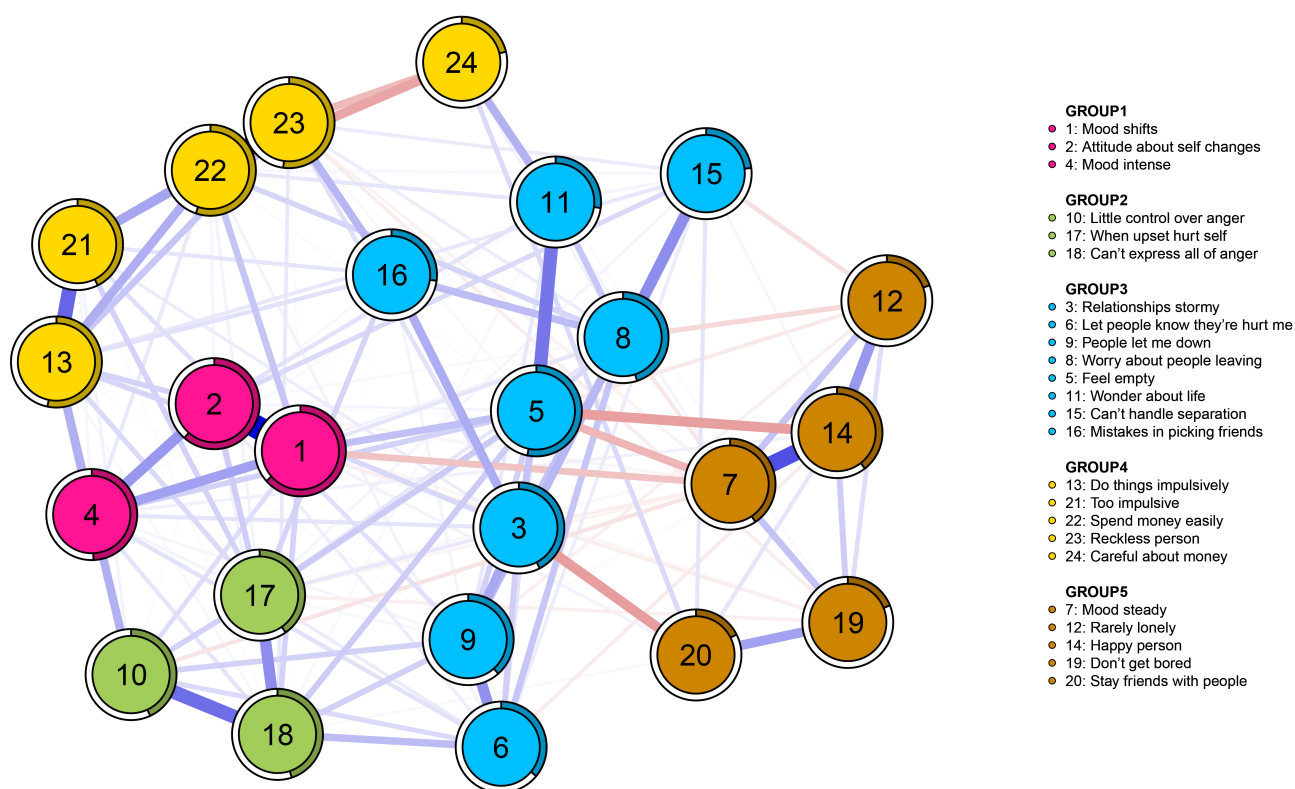 24
23
22
15
11
21
16
12
8
13
2
5
14
1
7
4
3
17
19
9
20
10
18
6
GROUP1
1: Mood shifts
2: Attitude about self changes
4: Mood intense
GROUP2
10: Little control over anger
17: When upset hurt self
18: Can't express all of anger
GROUP3
3: Relationships stormy
6: Let people know they're hurt me
9: People let me down
8: Worry about people leaving
5: Feel empty
11: Wonder about life
15: Can't handle separation
16: Mistakes in picking friends
GROUP4
13: Do things impulsively
21: Too impulsive
22: Spend money easily
23: Reckless person
24: Careful about money
GROUP5
7: Mood steady
12: Rarely lonely
14: Happy person
19: Don't get bored
20: Stay friends with people